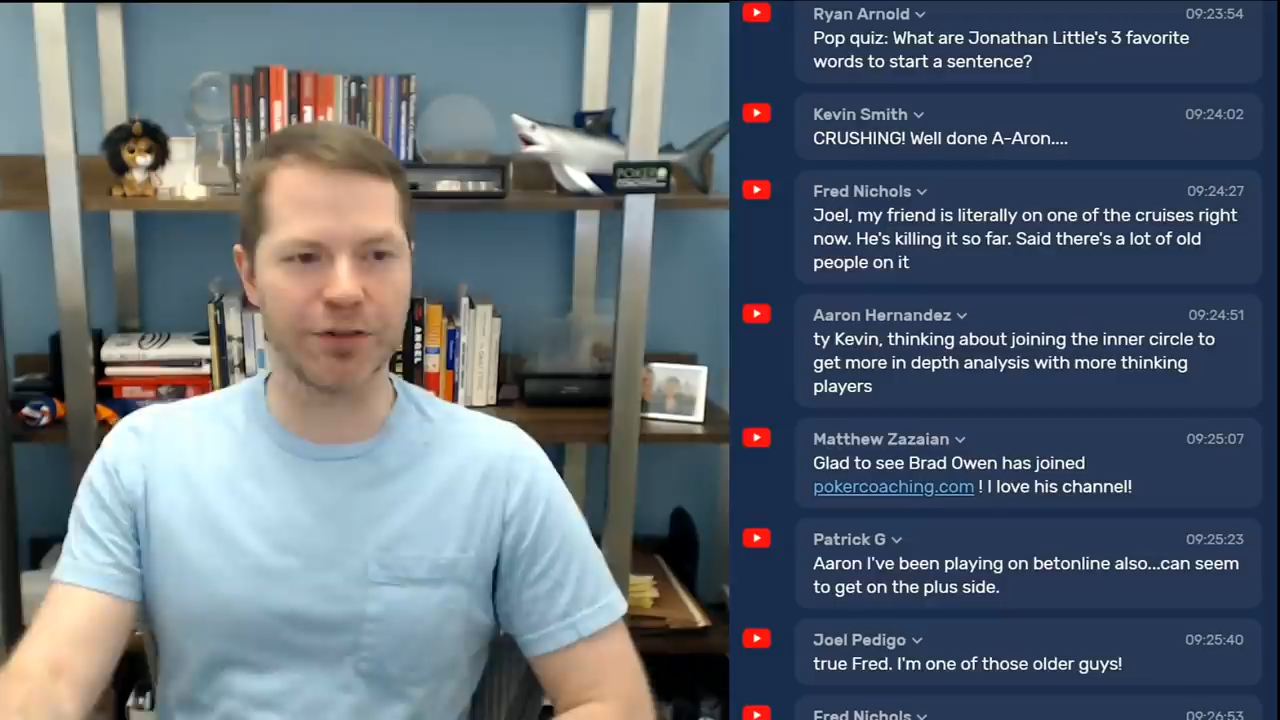 Ryan Arnold
09:23:54
Pop quiz: What are Jonathan Little's 3 favorite
words to start a sentence?
Kevin Smith
09:24:02
CRUSHING! Well done A-Aron....
Fred Nichols
09:24:27
Joel, my friend is literally on one of the cruises right
now. He's killing it so far. Said there's a lot of old
people on it
Aaron Hernandez
09:24:51
ty Kevin, thinking about joining the inner circle to
get more in depth analysis with more thinking
players
Matthew Zazaian
09:25:07
Glad to see Brad Owen has joined
pokercoaching.com ! I love his channel!
Patrick G
09:25:23
Aaron I've been playing on betonline also...can seem
to get on the plus side.
Joel Pedigo
09:25:40
true Fred. I'm one of those older guys!
Fred Nichols
09:26:53
POKER
ANGEL